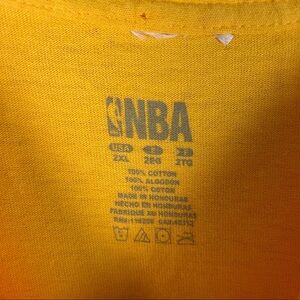 NBA
USA
2XL 2EG 2TG
100% COTTON
100% ALGODON
100% COTON
MADE IN HONDURAS
HECHO EN HONDURAS
FABRIQUÉ AU HONDURAS